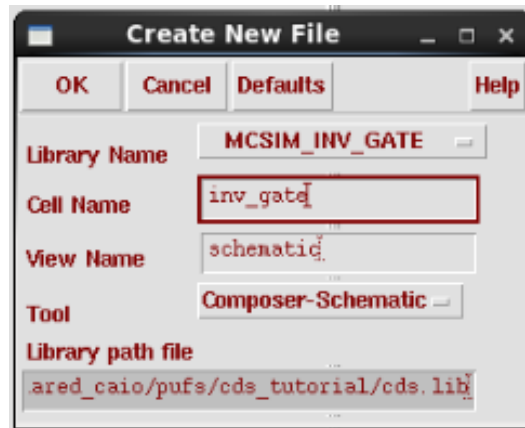 Create New File
OK Cancel Defaults Help
Library Name MCSIM_INV_GATE
Cell Name inv_gate
View Name schematic
Tool Composer-Schematic
Library path file
ared_caio/pufs/cds_tutorial/cds.lib